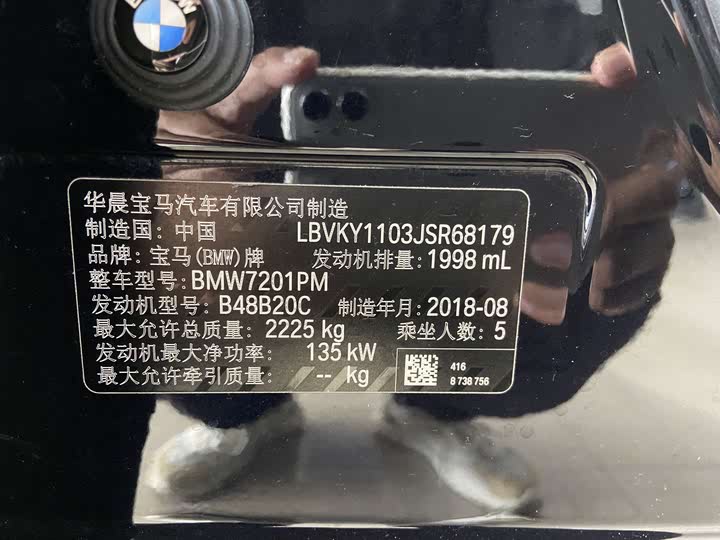 BMW
华晨宝马汽车有限公司制造
制造国：中国 LBVKY1103JSR68179
品牌：宝马(BMW)牌 发动机排量：1998 mL
整车型号：BMW7201PM
发动机型号：B48B20C 制造年月：2018-08
最大允许总质量：2225 kg 乘坐人数：5
发动机最大净功率：135 kW
最大允许牵引质量：-- kg
416
8 738 756